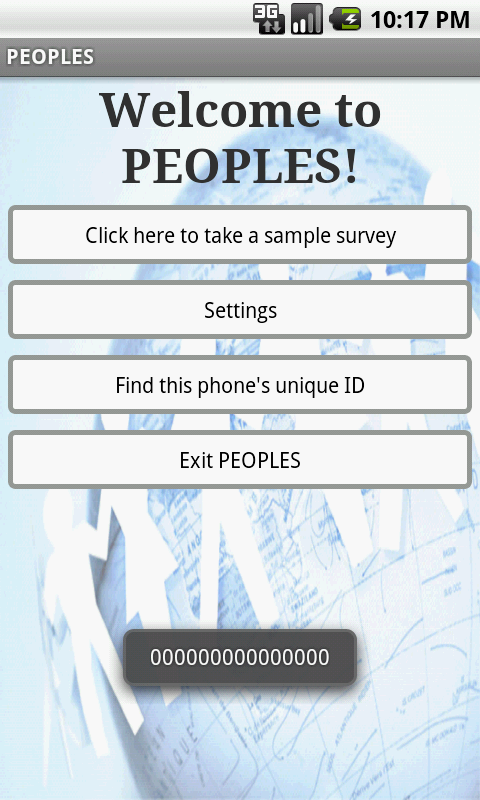 3G
10:17 PM
PEOPLES
Welcome to
PEOPLES!
Click here to take a sample survey
Settings
Find this phone's unique ID
Exit PEOPLES
000000000000000